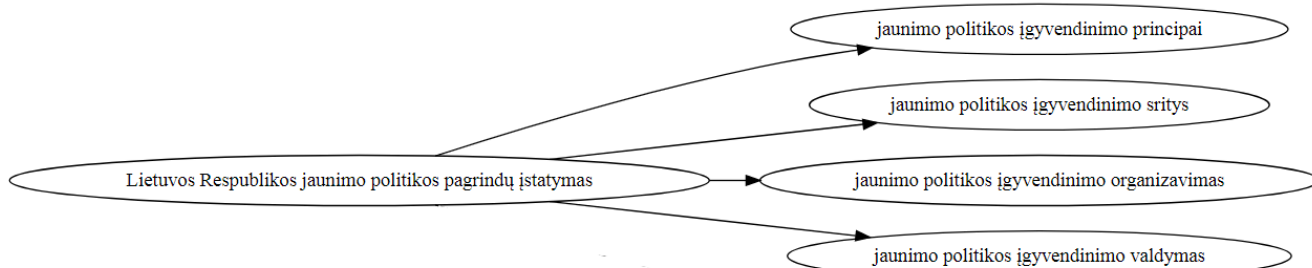 jaunimo politikos įgyvendinimo principai
jaunimo politikos įgyvendinimo sritys
Lietuvos Respublikos jaunimo politikos pagrindų įstatymas
jaunimo politikos įgyvendinimo organizavimas
jaunimo politikos įgyvendinimo valdymas